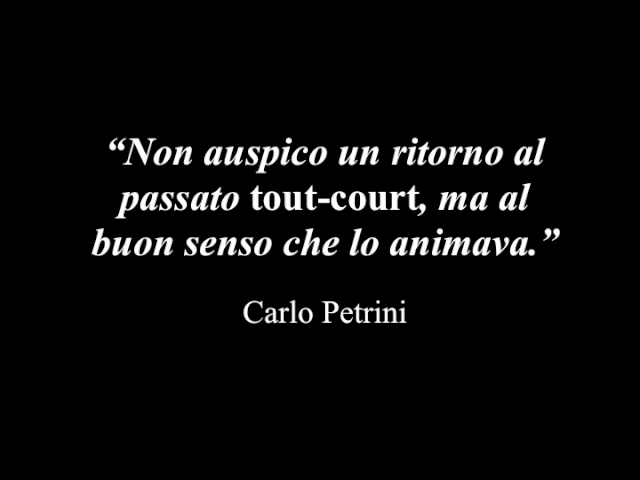 “Non auspico un ritorno al
passato tout-court, ma al
buon senso che lo animava.”
Carlo Petrini